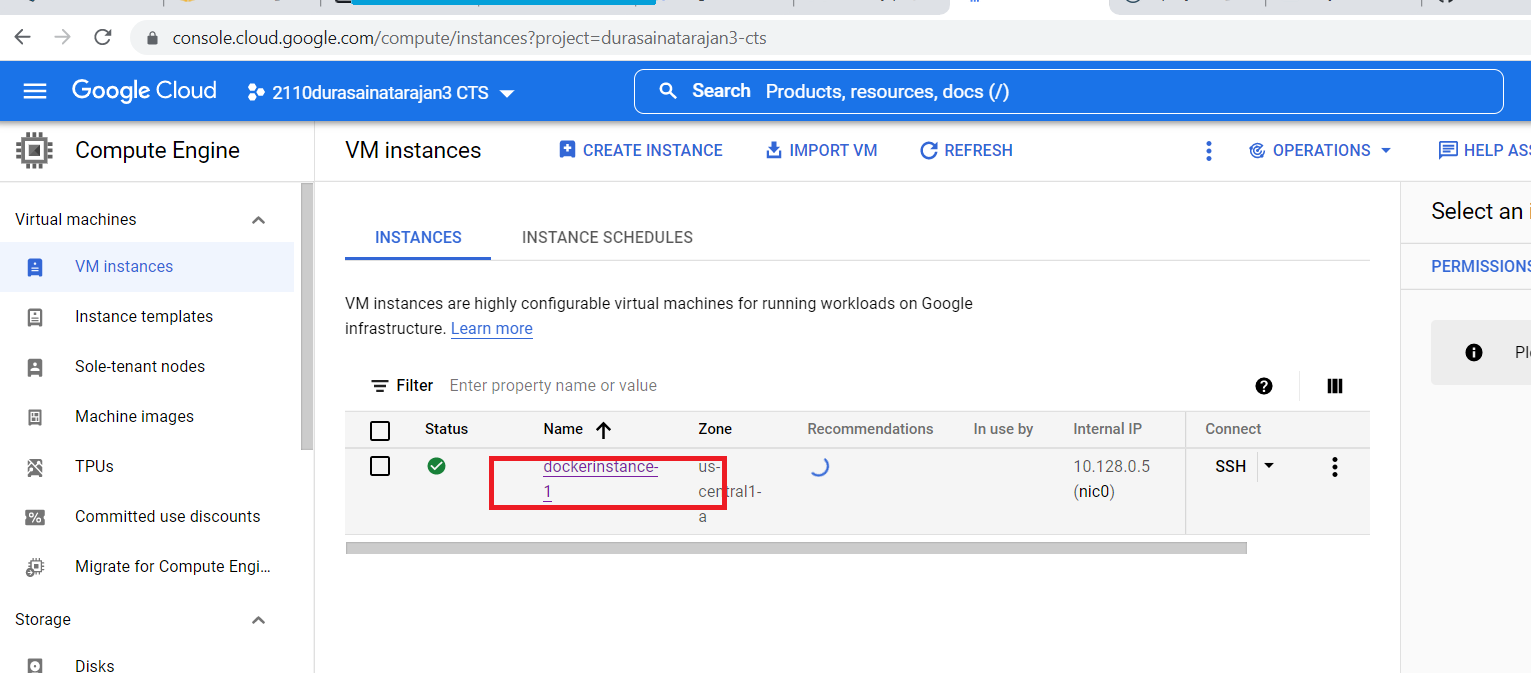 console.cloud.google.com/compute/instances?project=durasainatarajan3-cts
Google Cloud
2110durasainatarajan3 CTS
Search Products, resources, docs (/)
Compute Engine
VM instances
CREATE INSTANCE
IMPORT VM
REFRESH
OPERATIONS
HELP ASS
Virtual machines
VM instances
Instance templates
Sole-tenant nodes
Machine images
TPUs
Committed use discounts
Migrate for Compute Engi...
Storage
Disks
INSTANCES
INSTANCE SCHEDULES
VM instances are highly configurable virtual machines for running workloads on Google
infrastructure. Learn more
Filter Enter property name or value
Status Name Zone Recommendations In use by Internal IP Connect
dockerinstance-
1
us-
central1-
a
10.128.0.5
(nic0)
SSH
Select an
PERMISSIONS